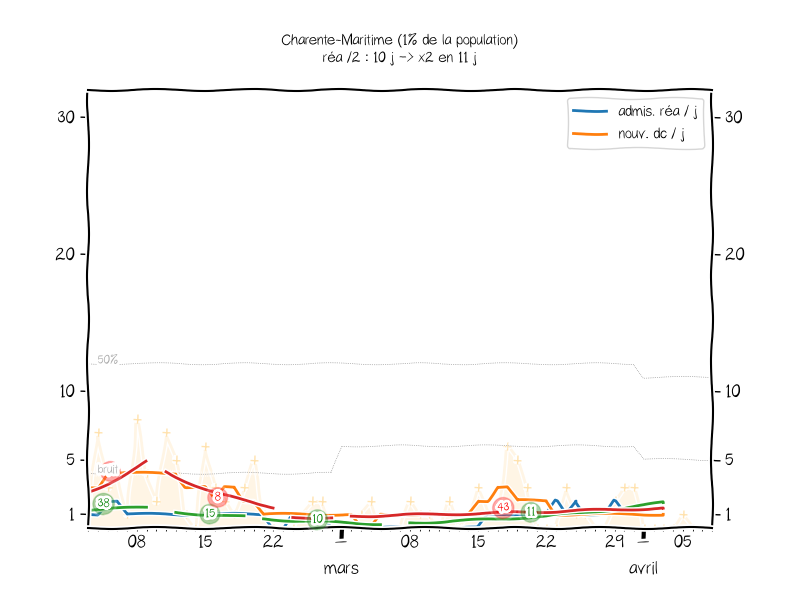 Charente-Maritime (1% de la population)
réa /2 : 10 j -> x2 en 11 j
admis. réa / j
nouv. dc / j
30
30
20
20
50%
10
10
5
5
bruit
38
8
43
15
10
11
1
1
08 15 22 08 15 22 29 05
mars avril